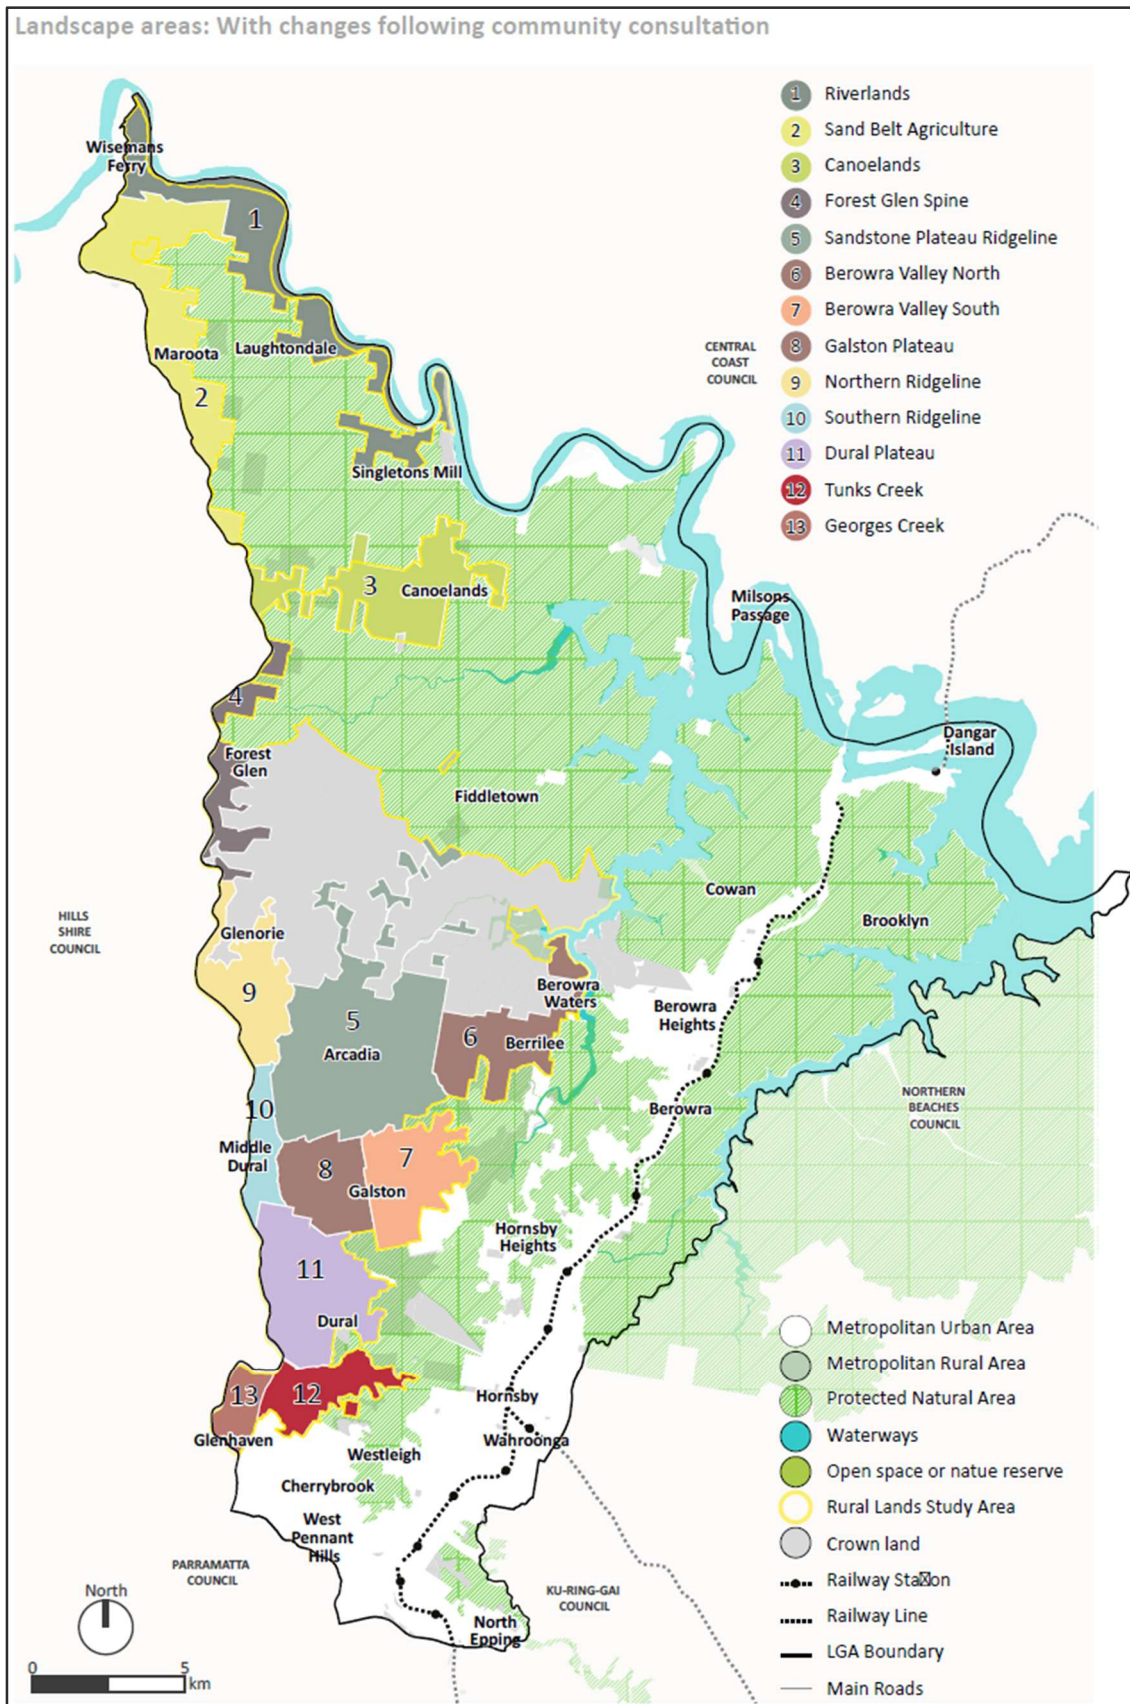 Landscape areas: With changes following community consultation
1 Riverlands
2 Sand Belt Agriculture
3 Canoelands
4 Forest Glen Spine
5 Sandstone Plateau Ridgeline
6 Berowra Valley North
7 Berowra Valley South
8 Galston Plateau
9 Northern Ridgeline
10 Southern Ridgeline
11 Dural Plateau
12 Tunks Creek
13 Georges Creek
Wisemans
Ferry
1
Maroota
Laughtondale
2
Singletons Mill
CENTRAL
COAST
COUNCIL
3
Canoelands
Milsons
Passage
4
Forest
Glen
Dangar
Island
Fiddletown
Cowan
Brooklyn
HILLS
SHIRE
COUNCIL
Glenorie
9
Berowra
Waters
Berowra
Heights
5
Arcadia
6
Berrilee
NORTHERN
BEACHES
COUNCIL
10
Berowra
Middle
Dural
8
7
Galston
Hornsby
Heights
11
Dural
13
12
Hornsby
Glenhaven
Wahroonga
Westleigh
Cherrybrook
West
Pennant
Hills
PARRAMATTA
COUNCIL
KU-RING-GAI
COUNCIL
North
Epping
North
0 5
km
Metropolitan Urban Area
Metropolitan Rural Area
Protected Natural Area
Waterways
Open space or natue reserve
Rural Lands Study Area
Crown land
Railway Sta☒on
Railway Line
LGA Boundary
Main Roads